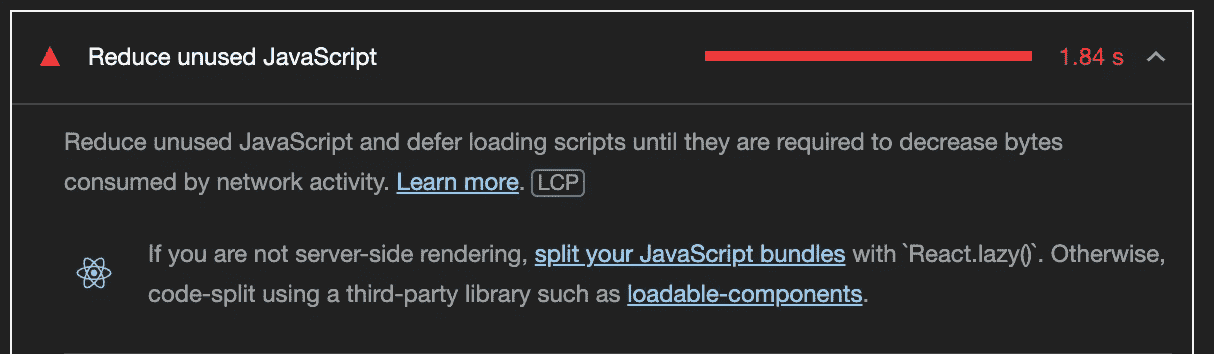 Reduce unused JavaScript 1.84 s
Reduce unused JavaScript and defer loading scripts until they are required to decrease bytes
consumed by network activity. Learn more. LCP
If you are not server-side rendering, split your JavaScript bundles with `React.lazy()`. Otherwise,
code-split using a third-party library such as loadable-components.